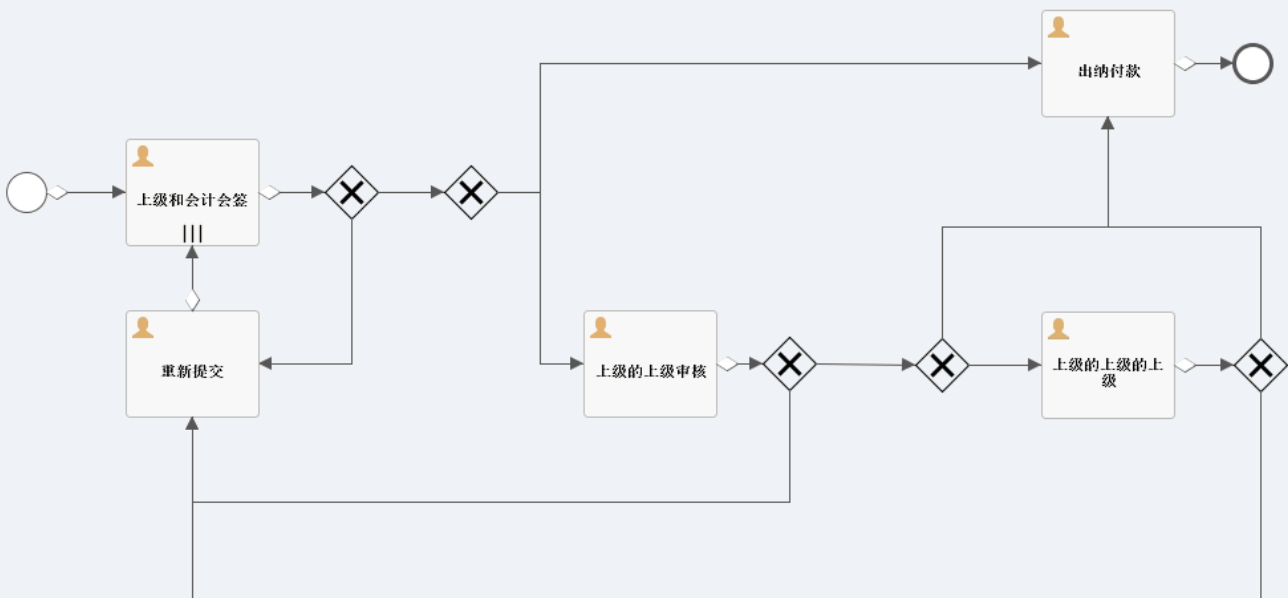 出纳付款
上级和会计会签
重新提交
上级的上级审核
上级的上级的上
级